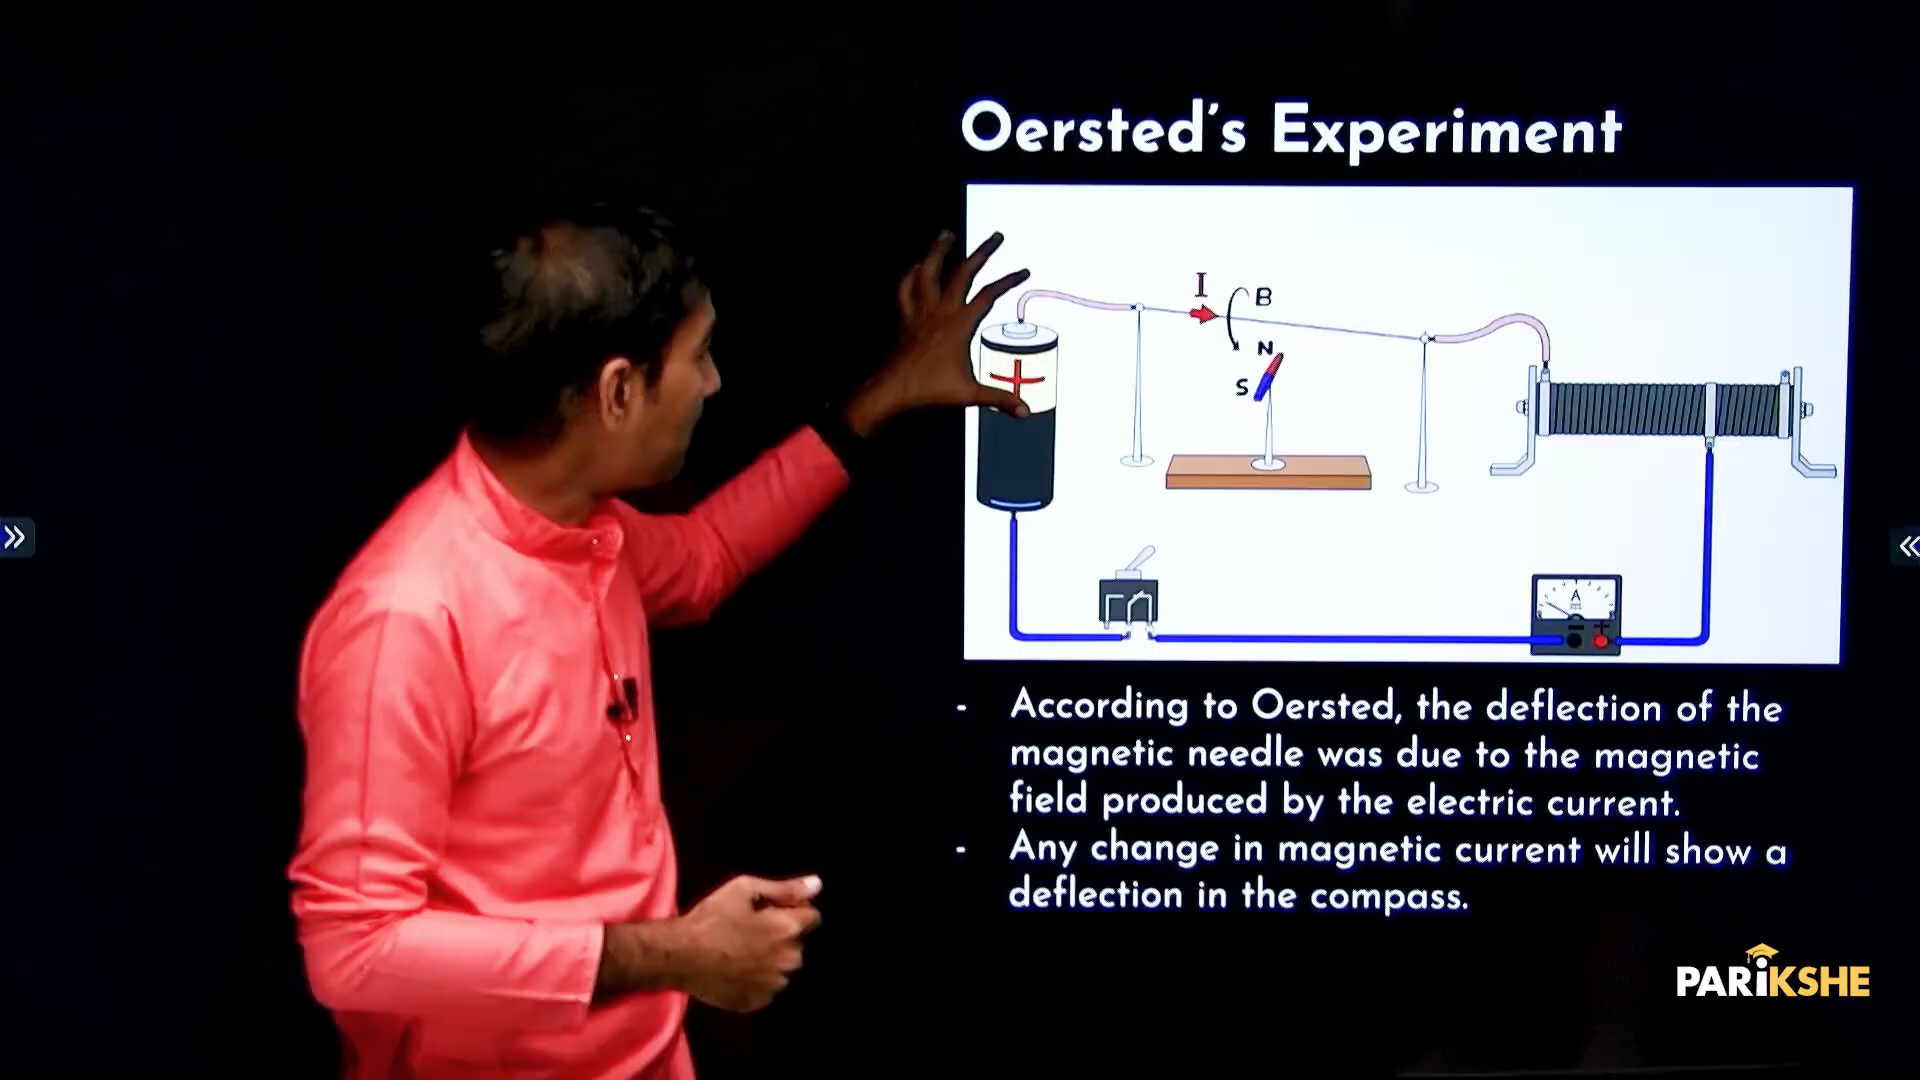 Oersted's Experiment
I
B
N
S
A
- According to Oersted, the deflection of the
magnetic needle was due to the magnetic
field produced by the electric current.
- Any change in magnetic current will show a
deflection in the compass.
PARiKSHE